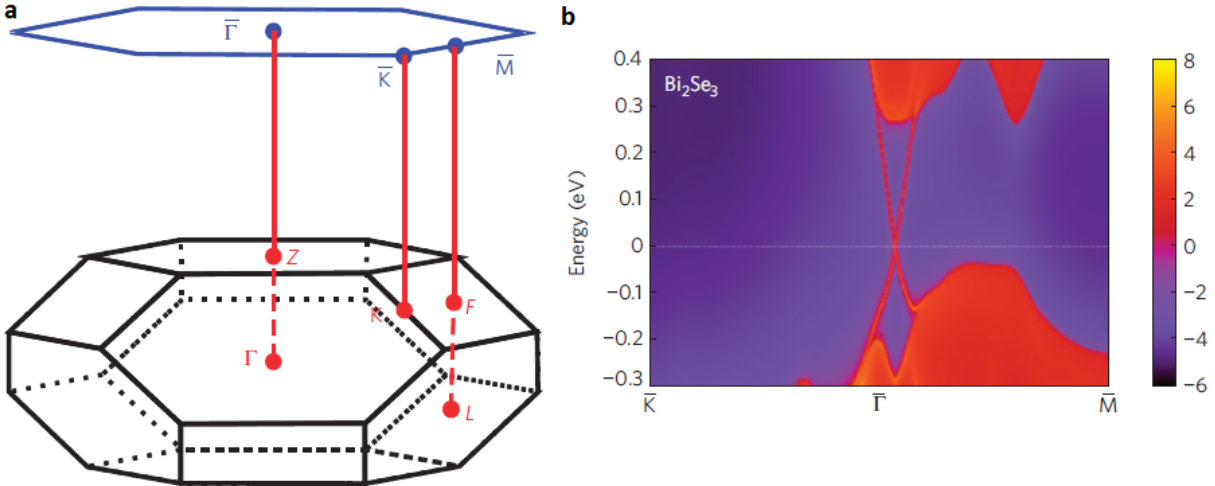 a
Γ̅
K̅
M̅
Z
K
F
Γ
L
b
Bi₂Se₃
Energy (eV)
0.4
0.3
0.2
0.1
0
−0.1
−0.2
−0.3
K̅
Γ̅
M̅
8
6
4
2
0
−2
−4
−6